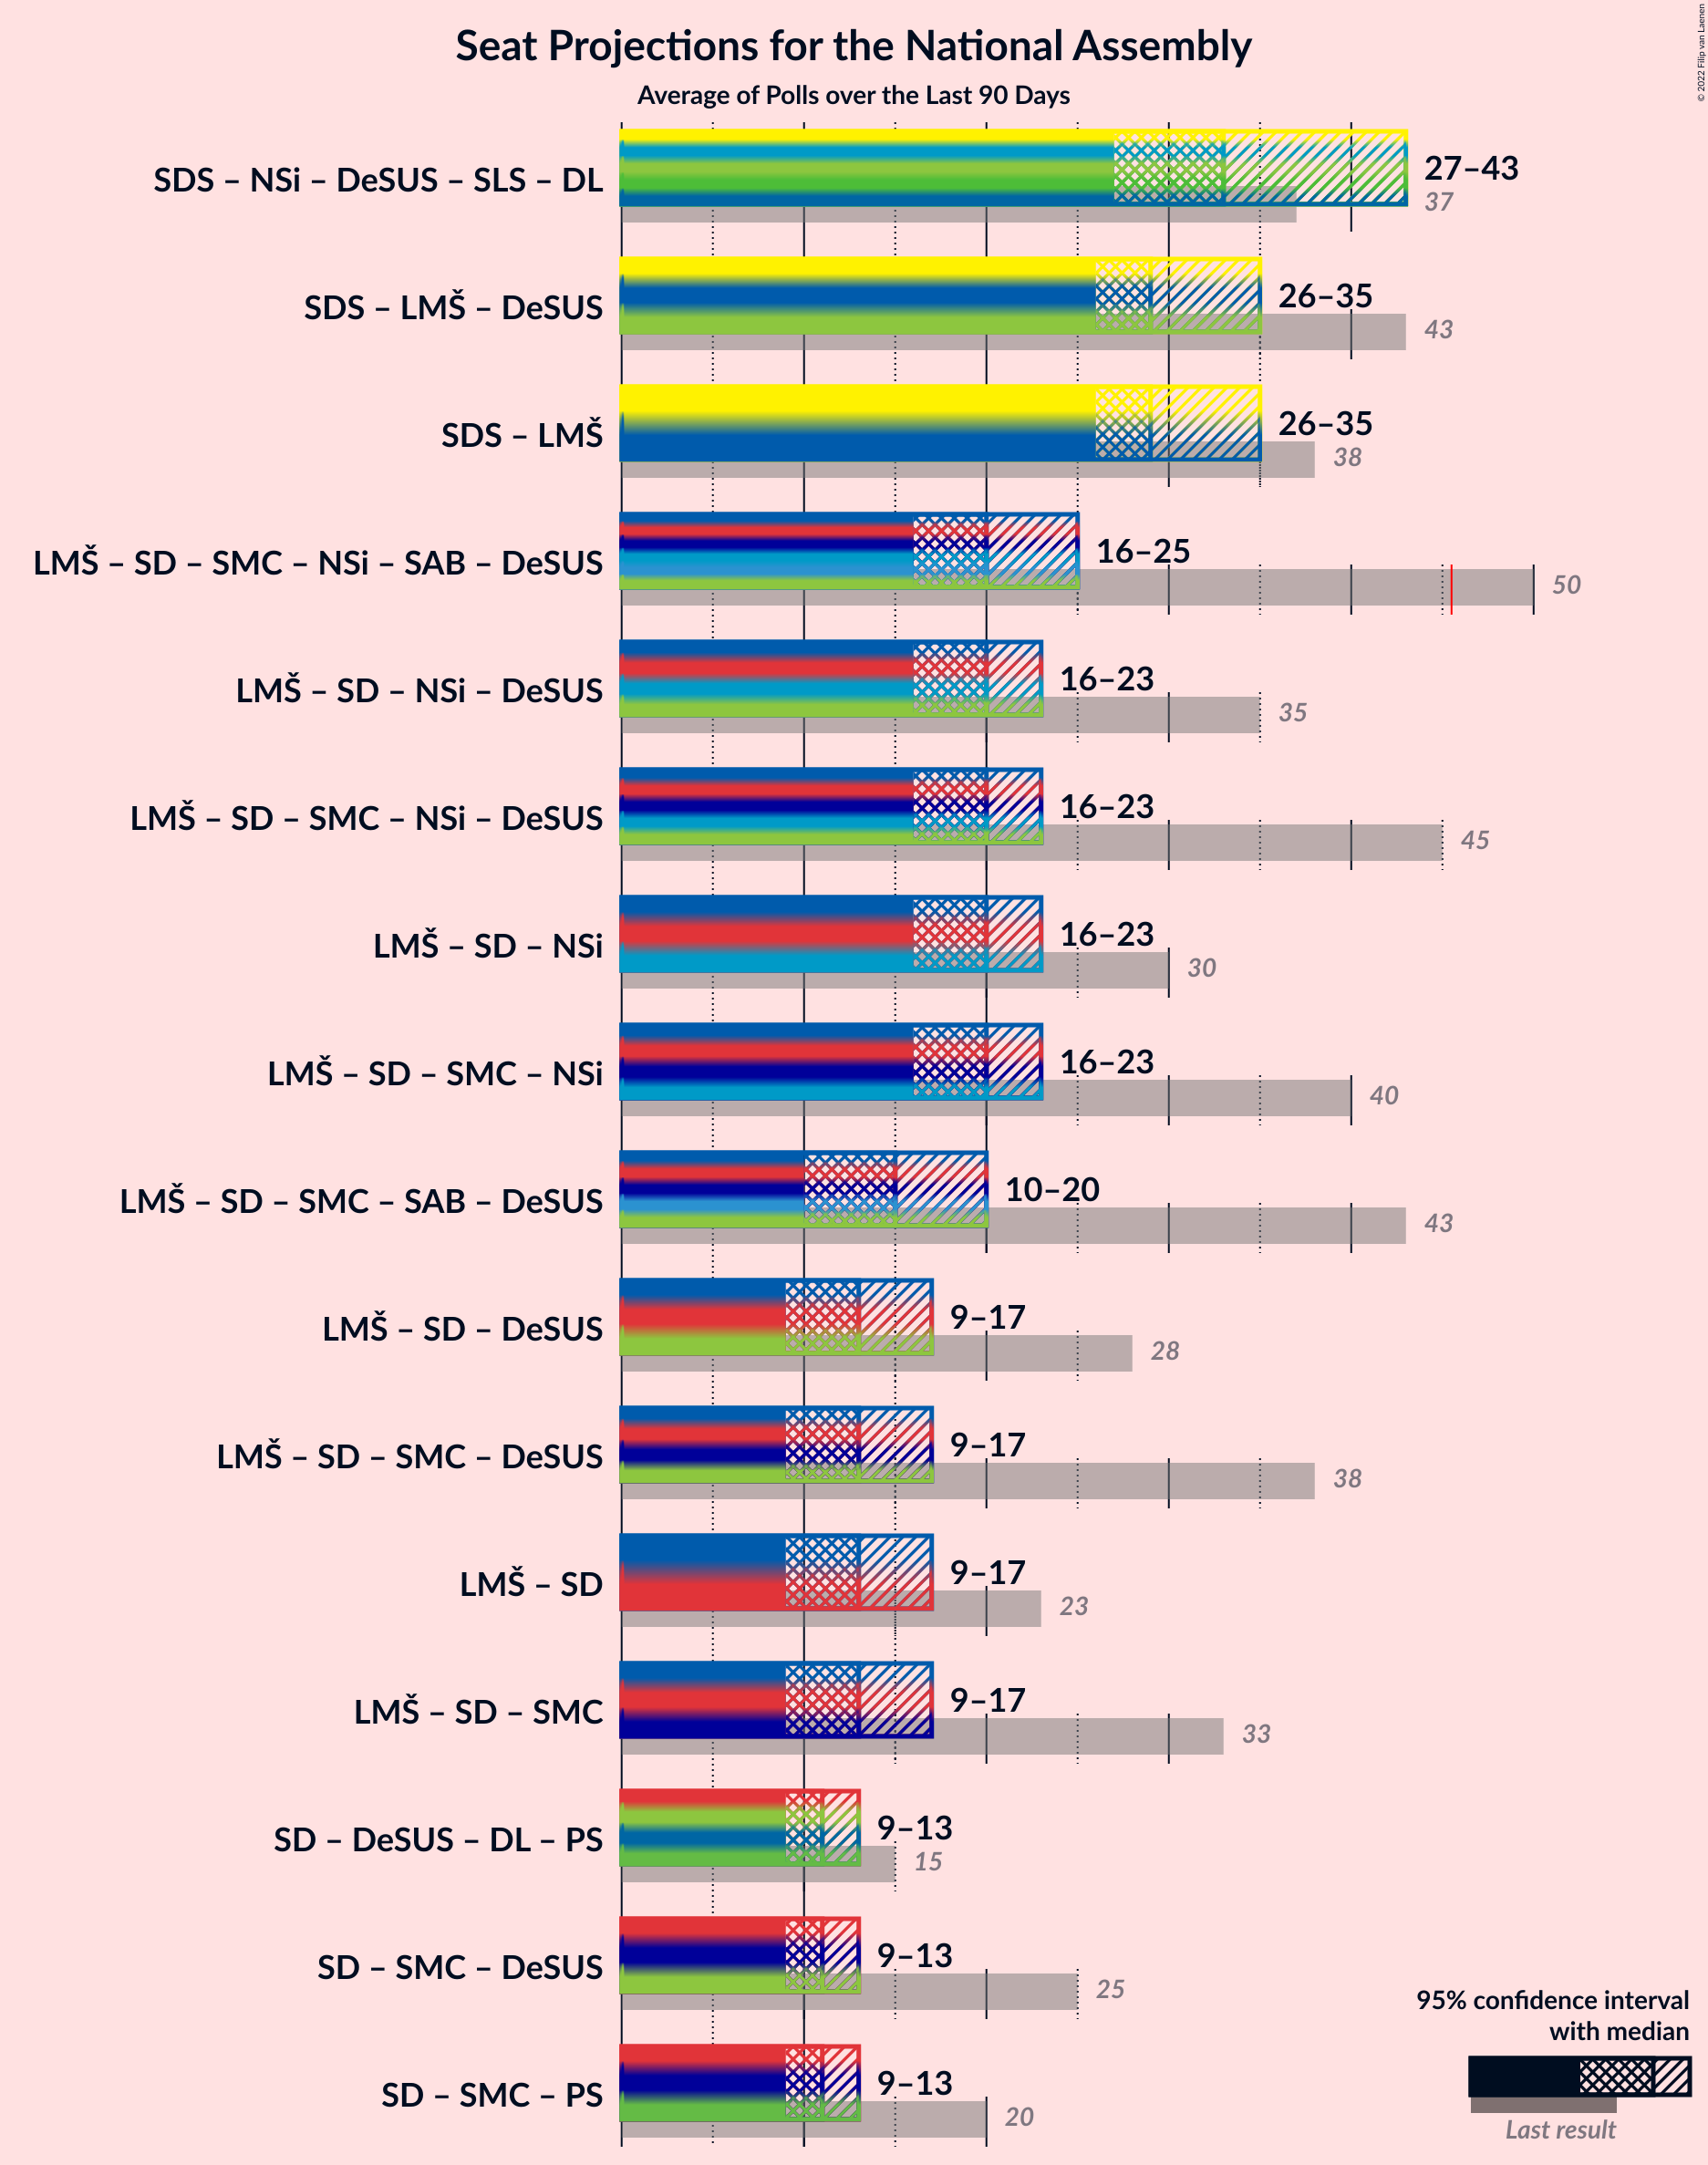 Seat Projections for the National Assembly
Average of Polls over the Last 90 Days
© 2022 Filip van Laenen
SDS – NSi – DeSUS – SLS – DL
27–43
37
SDS – LMŠ – DeSUS
26–35
43
SDS – LMŠ
26–35
38
LMŠ – SD – SMC – NSi – SAB – DeSUS
16–25
50
LMŠ – SD – NSi – DeSUS
16–23
35
LMŠ – SD – SMC – NSi – DeSUS
16–23
45
LMŠ – SD – NSi
16–23
30
LMŠ – SD – SMC – NSi
16–23
40
LMŠ – SD – SMC – SAB – DeSUS
10–20
43
LMŠ – SD – DeSUS
9–17
28
LMŠ – SD – SMC – DeSUS
9–17
38
LMŠ – SD
9–17
23
LMŠ – SD – SMC
9–17
33
SD – DeSUS – DL – PS
9–13
15
SD – SMC – DeSUS
9–13
25
SD – SMC – PS
9–13
20
95% confidence interval
with median
Last result